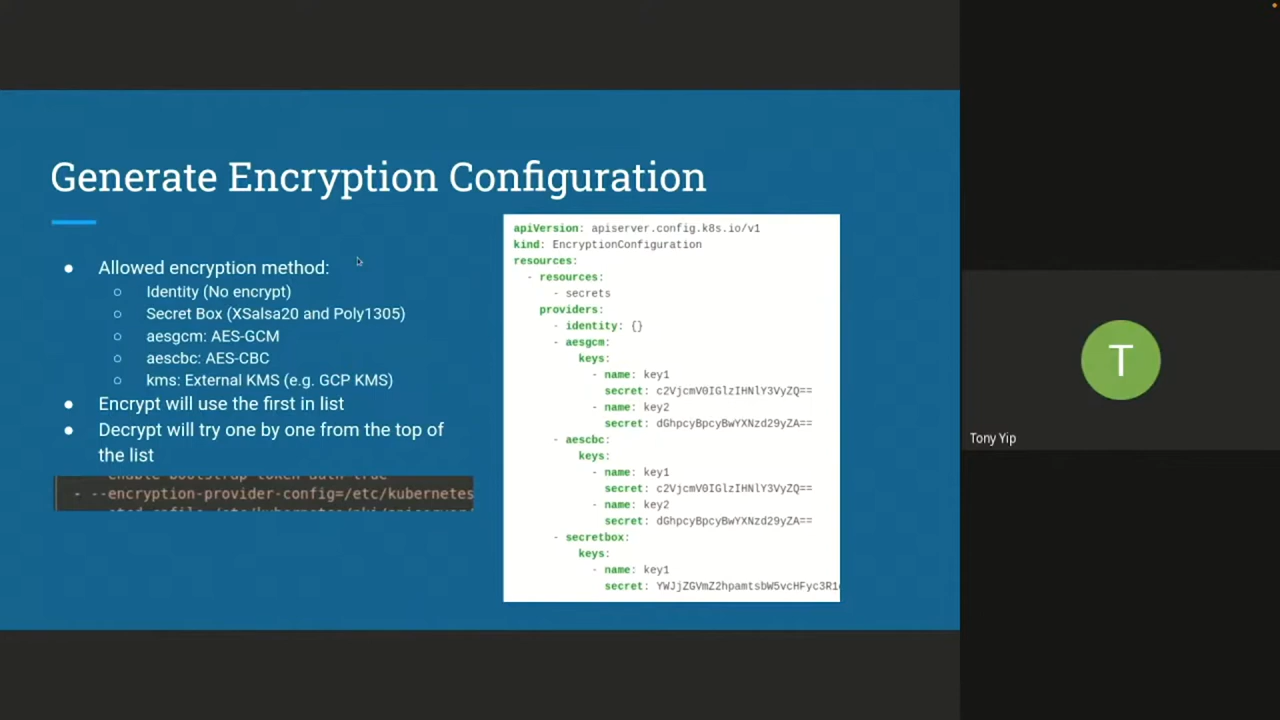 Generate Encryption Configuration
● Allowed encryption method:
○ Identity (No encrypt)
○ Secret Box (XSalsa20 and Poly1305)
○ aesgcm: AES-GCM
○ aescbc: AES-CBC
○ kms: External KMS (e.g. GCP KMS)
● Encrypt will use the first in list
● Decrypt will try one by one from the top of
the list
- --encryption-provider-config=/etc/kubernetes
apiVersion: apiserver.config.k8s.io/v1
kind: EncryptionConfiguration
resources:
- resources:
- secrets
providers:
- identity: {}
- aesgcm:
keys:
- name: key1
secret: c2VjcmV0IGlzIHNlY3VyZQ==
- name: key2
secret: dGhpcyBpcyBwYXNzd29yZA==
- aescbc:
keys:
- name: key1
secret: c2VjcmV0IGlzIHNlY3VyZQ==
- name: key2
secret: dGhpcyBpcyBwYXNzd29yZA==
- secretbox:
keys:
- name: key1
secret: YWJjZGVmZ2hpamtsbW5vcHFyc3R1
T
Tony Yip